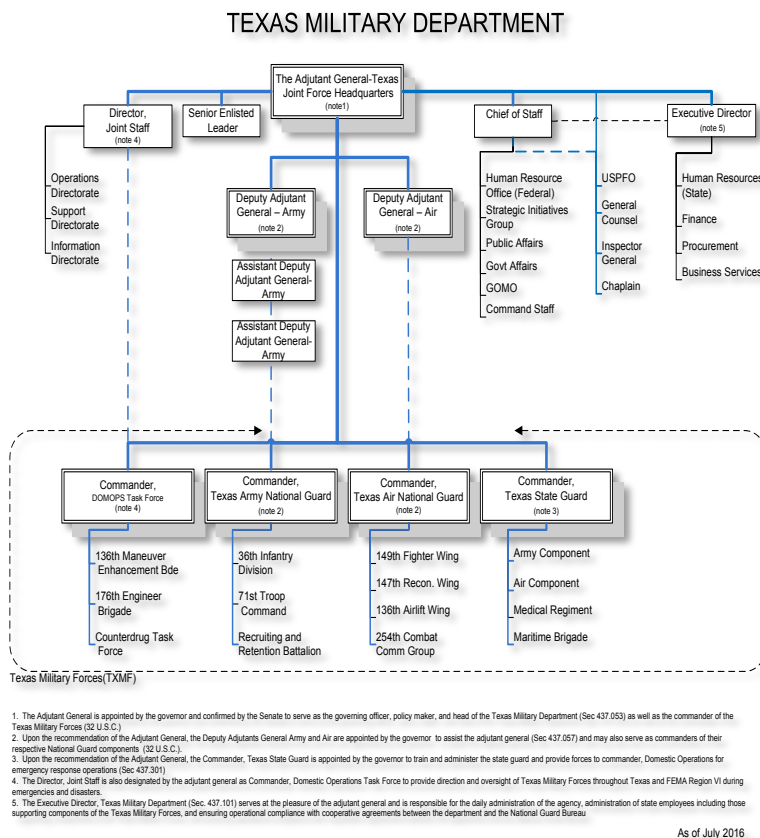 TEXAS MILITARY DEPARTMENT
The Adjutant General-Texas
Joint Force Headquarters
(note1)
Director,
Joint Staff
(note 4)
Senior Enlisted
Leader
Chief of Staff
Executive Director
(note 5)
Operations
Directorate
Support
Directorate
Information
Directorate
Deputy Adjutant
General – Army
(note 2)
Deputy Adjutant
General – Air
(note 2)
Assistant Deputy
Adjutant General-
Army
Assistant Deputy
Adjutant General-
Army
Human Resource
Office (Federal)
Strategic Initiatives
Group
Public Affairs
Govt Affairs
GOMO
Command Staff
USPFO
General
Counsel
Inspector
General
Chaplain
Human Resources
(State)
Finance
Procurement
Business Services
Commander,
DOMOPS Task Force
(note 4)
Commander,
Texas Army National Guard
(note 2)
Commander,
Texas Air National Guard
(note 2)
Commander,
Texas State Guard
(note 3)
136th Maneuver
Enhancement Bde
176th Engineer
Brigade
Counterdrug Task
Force
36th Infantry
Division
71st Troop
Command
Recruiting and
Retention Battalion
149th Fighter Wing
147th Recon. Wing
136th Airlift Wing
254th Combat
Comm Group
Army Component
Air Component
Medical Regiment
Maritime Brigade
Texas Military Forces(TXMF)
1. The Adjutant General is appointed by the governor and confirmed by the Senate to serve as the governing officer, policy maker, and head of the Texas Military Department (Sec 437.053) as well as the commander of the
Texas Military Forces (32 U.S.C.)
2. Upon the recommendation of the Adjutant General, the Deputy Adjutants General Army and Air are appointed by the governor to assist the adjutant general (Sec 437.057) and may also serve as commanders of their
respective National Guard components (32 U.S.C.).
3. Upon the recommendation of the Adjutant General, the Commander, Texas State Guard is appointed by the governor to train and administer the state guard and provide forces to commander, Domestic Operations for
emergency response operations (Sec 437.301)
4. The Director, Joint Staff is also designated by the adjutant general as Commander, Domestic Operations Task Force to provide direction and oversight of Texas Military Forces throughout Texas and FEMA Region VI during
emergencies and disasters.
5. The Executive Director, Texas Military Department (Sec. 437.101) serves at the pleasure of the adjutant general and is responsible for the daily administration of the agency, administration of state employees including those
supporting components of the Texas Military Forces, and ensuring operational compliance with cooperative agreements between the department and the National Guard Bureau
As of July 2016